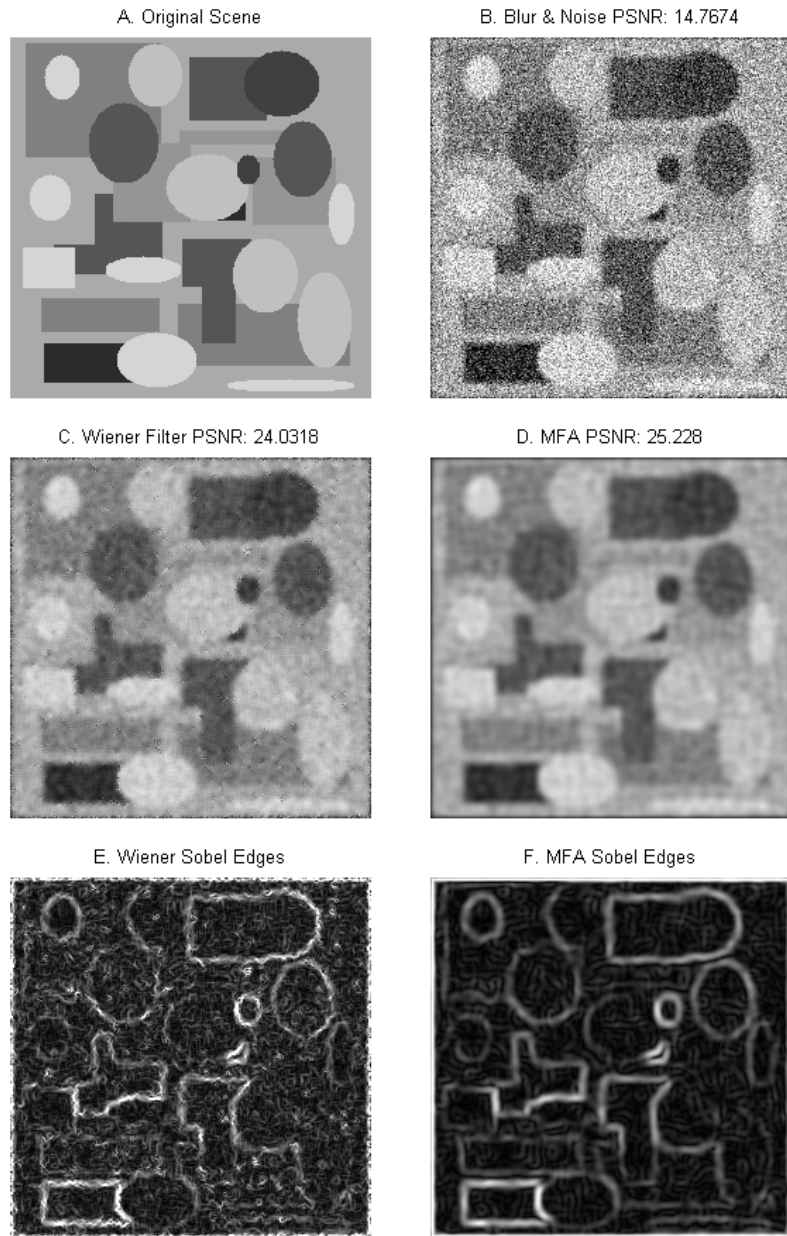 A. Original Scene
B. Blur & Noise PSNR: 14.7674
C. Wiener Filter PSNR: 24.0318
D. MFA PSNR: 25.228
E. Wiener Sobel Edges
F. MFA Sobel Edges